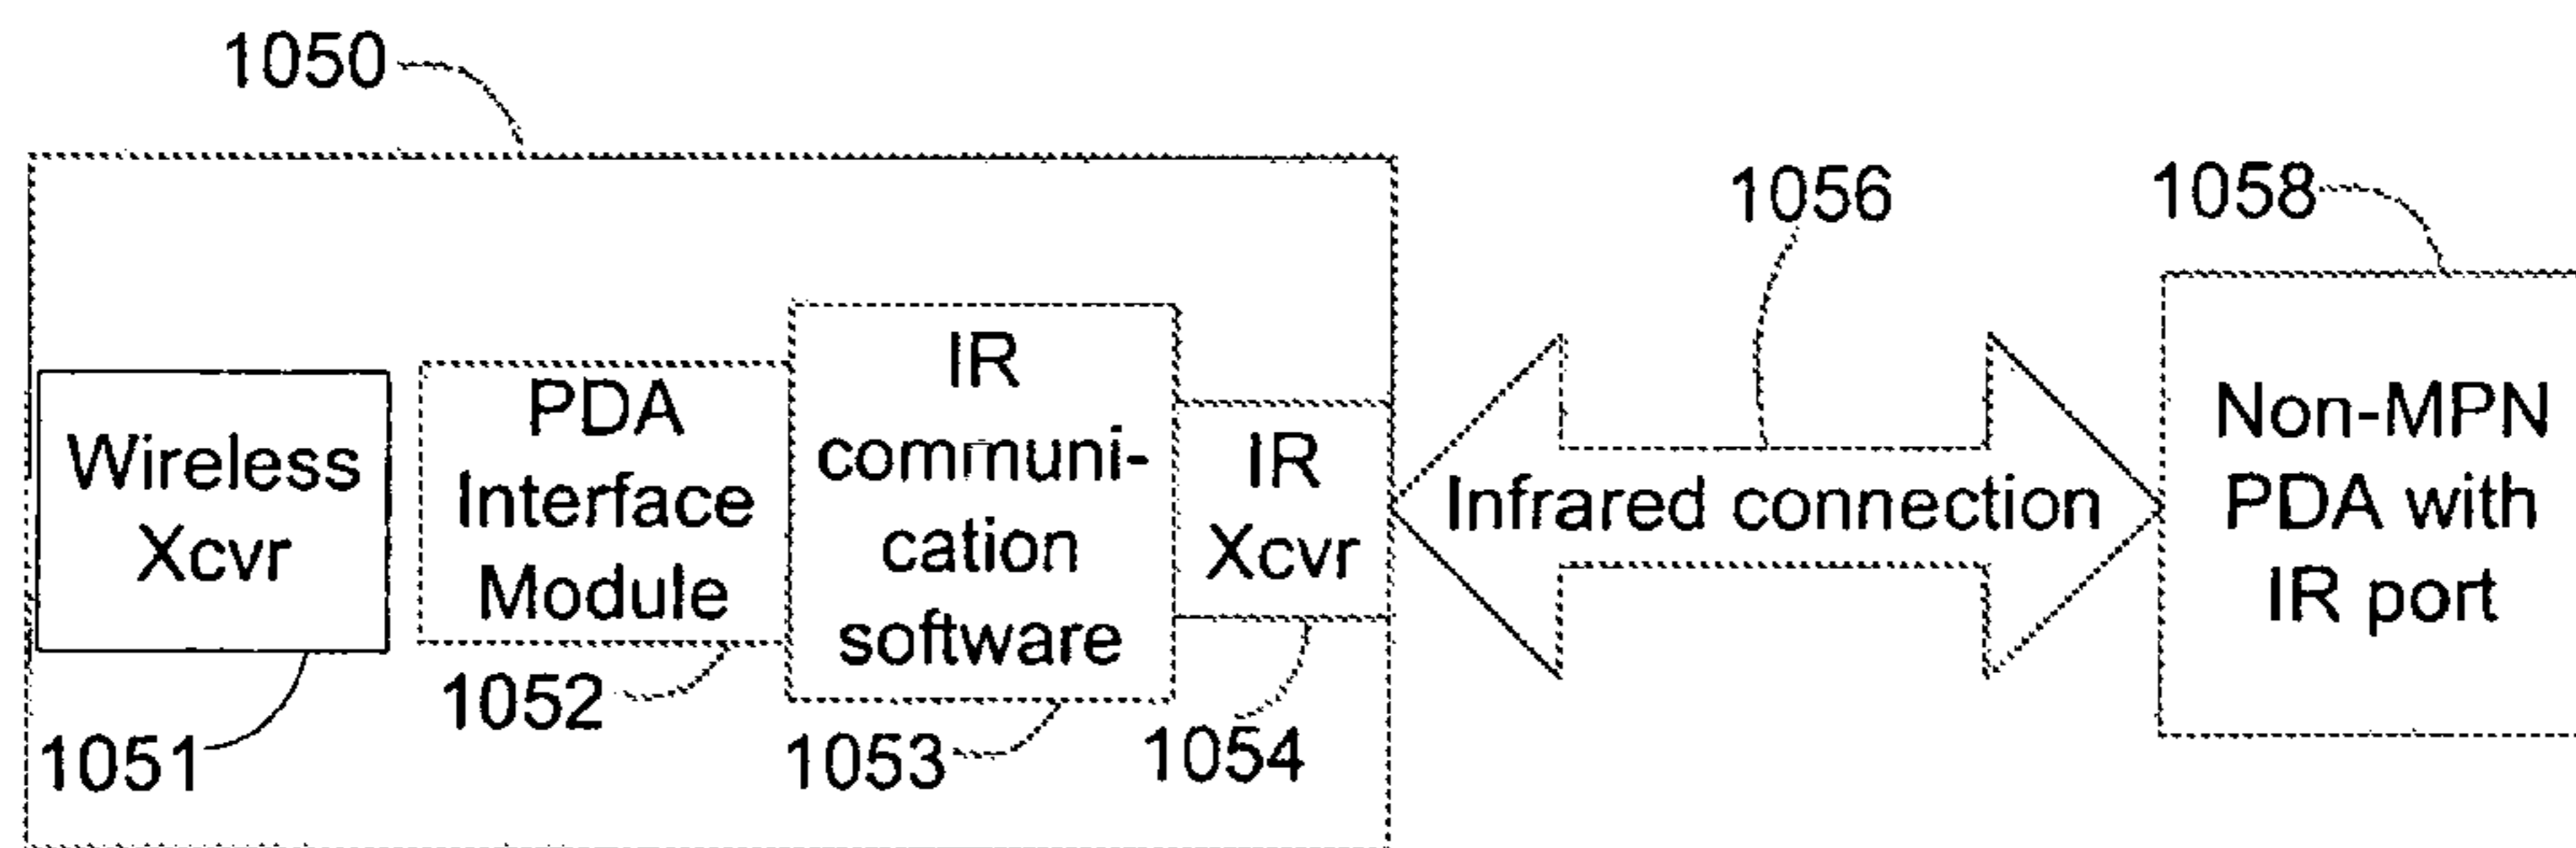 1050
1056
1058
Wireless
Xcvr
PDA
Interface
Module
IR
communi-
cation
software
IR
Xcvr
Infrared connection
Non-MPN
PDA with
IR port
1051
1052
1053
1054